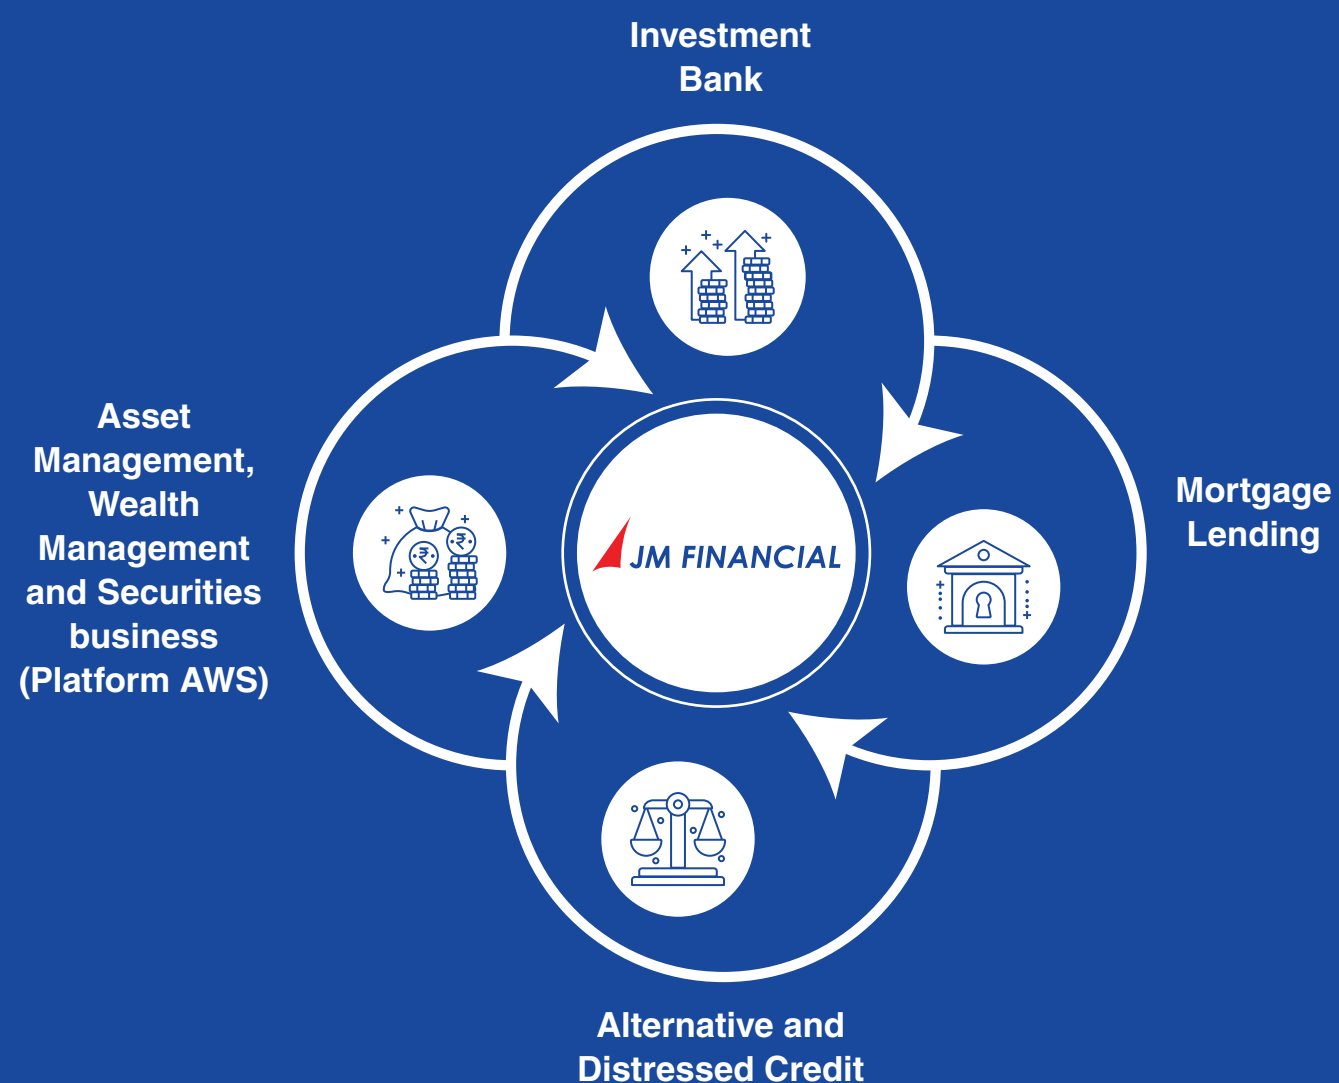 Investment
Bank
Asset
Management,
Wealth
Management
and Securities
business
(Platform AWS)
JM FINANCIAL
Mortgage
Lending
Alternative and
Distressed Credit